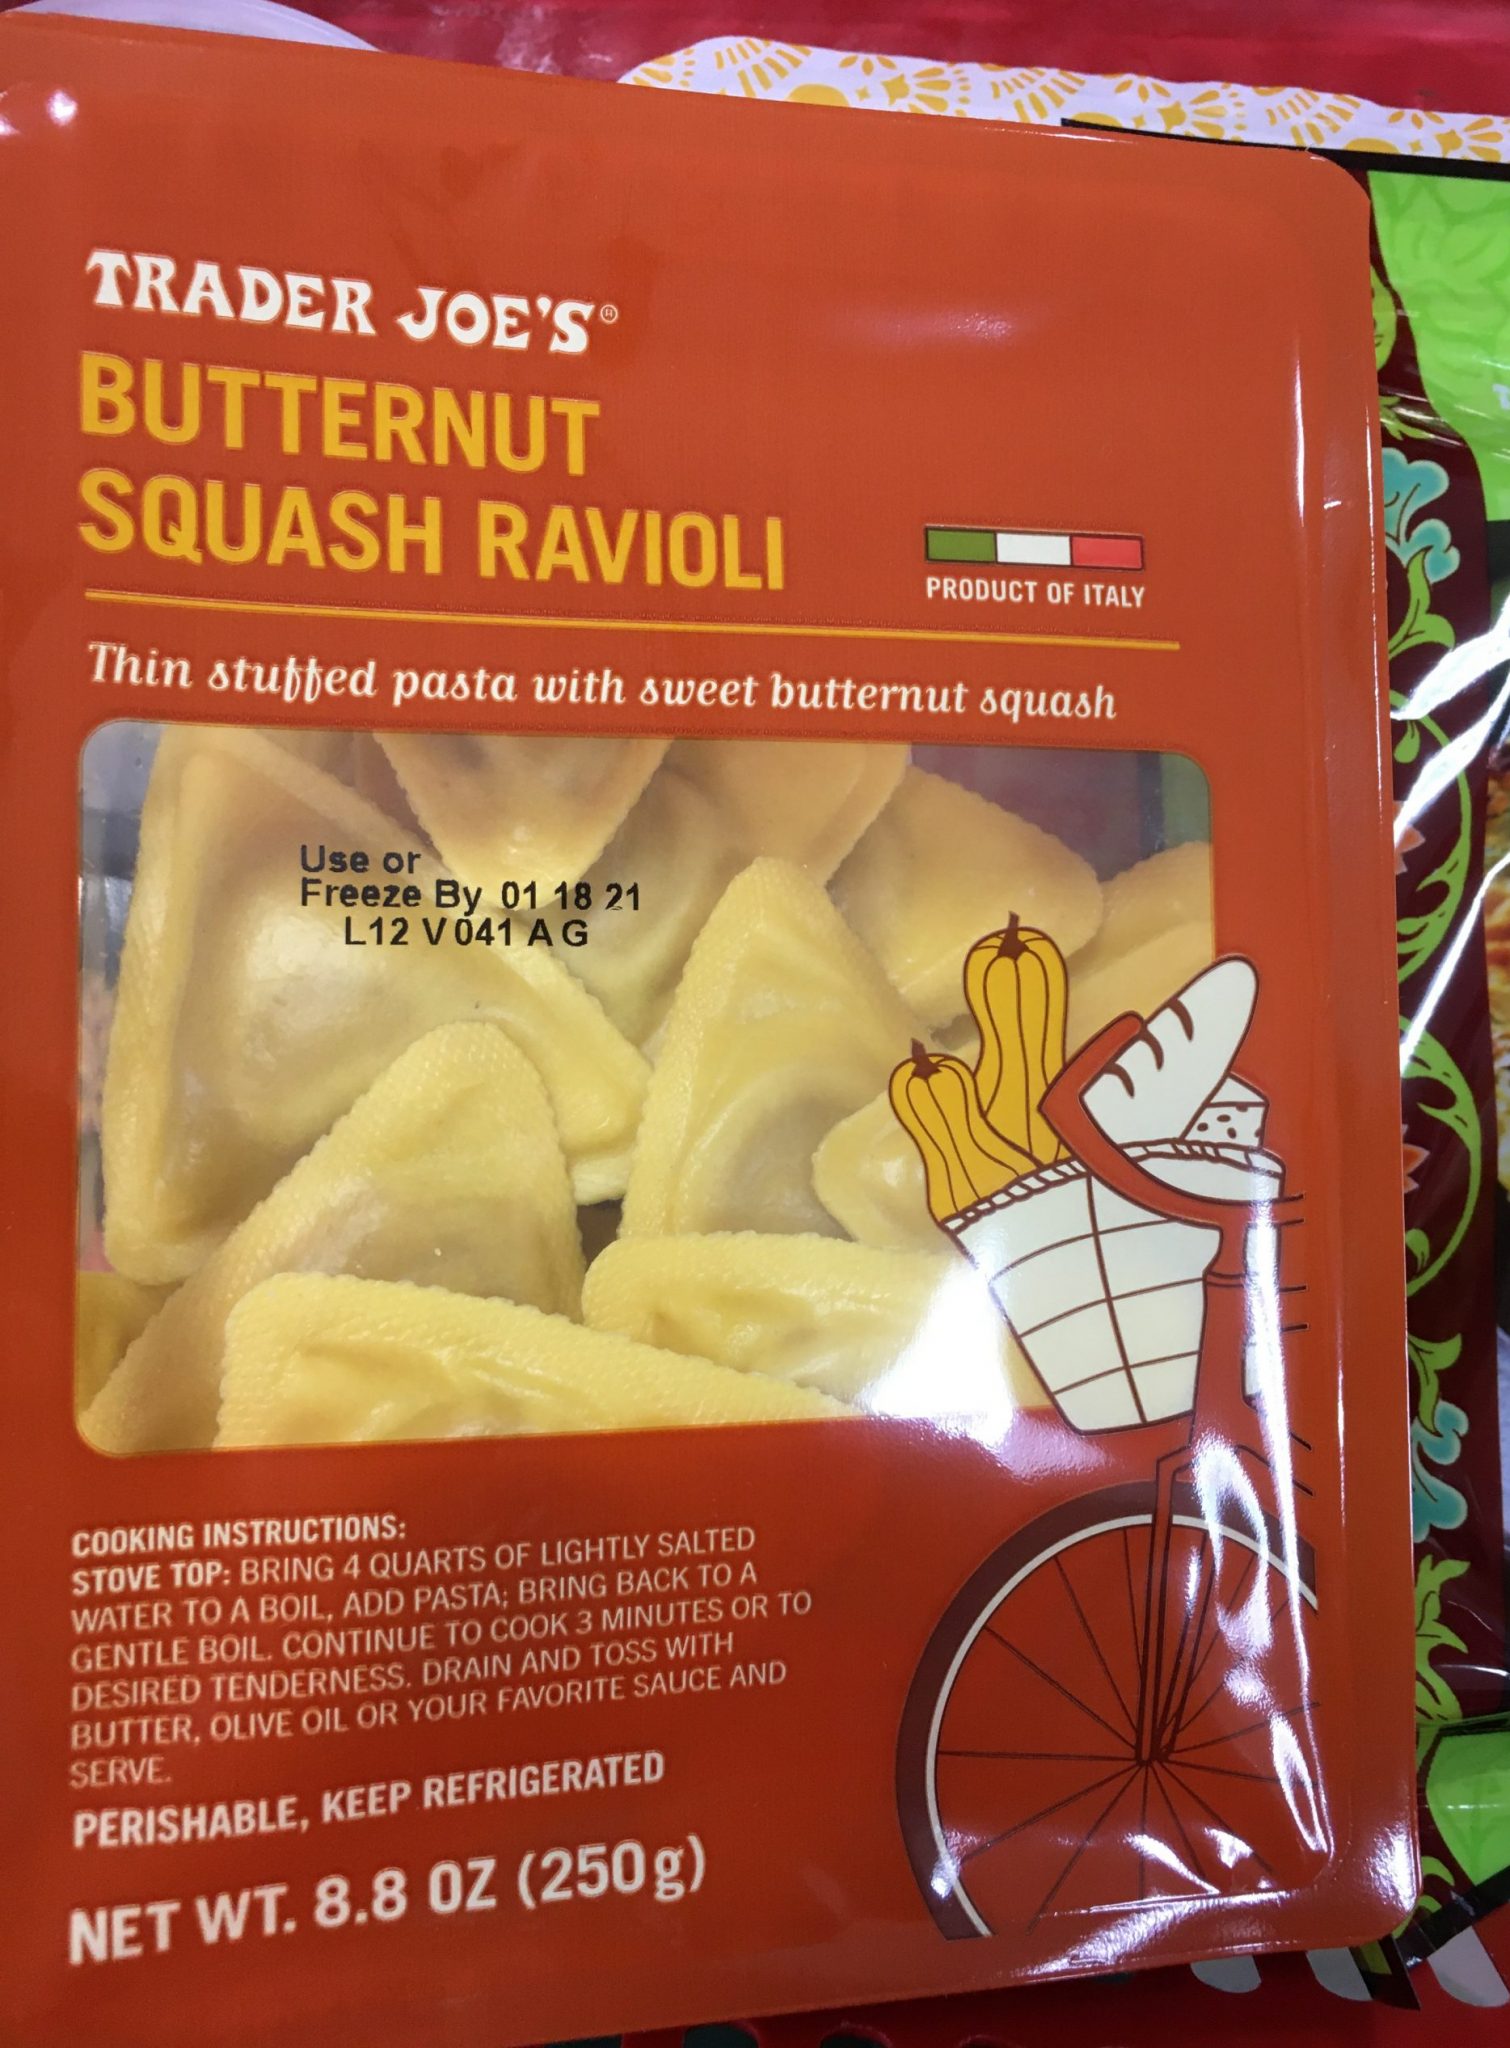 TRADER JOE'S®
BUTTERNUT
SQUASH RAVIOLI
PRODUCT OF ITALY
Thin stuffed pasta with sweet butternut squash
Use or
Freeze By 01 18 21
L12 V041 AG
COOKING INSTRUCTIONS:
STOVE TOP: BRING 4 QUARTS OF LIGHTLY SALTED
WATER TO A BOIL, ADD PASTA; BRING BACK TO A
GENTLE BOIL. CONTINUE TO COOK 3 MINUTES OR TO
DESIRED TENDERNESS. DRAIN AND TOSS WITH
BUTTER, OLIVE OIL OR YOUR FAVORITE SAUCE AND
SERVE.
PERISHABLE, KEEP REFRIGERATED
NET WT. 8.8 OZ (250g)